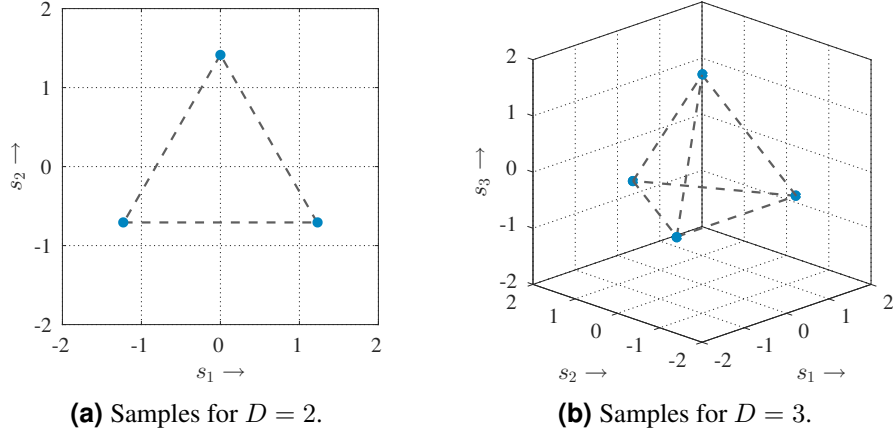 2
1
0
-1
-2
-2 -1 0 1 2
s₂ →
s₁ →
(a) Samples for D = 2.
2
1
0
-1
-2
s₃ →
2 1 0 -1 -2
-2 -1 0 1 2
s₂ →
s₁ →
(b) Samples for D = 3.